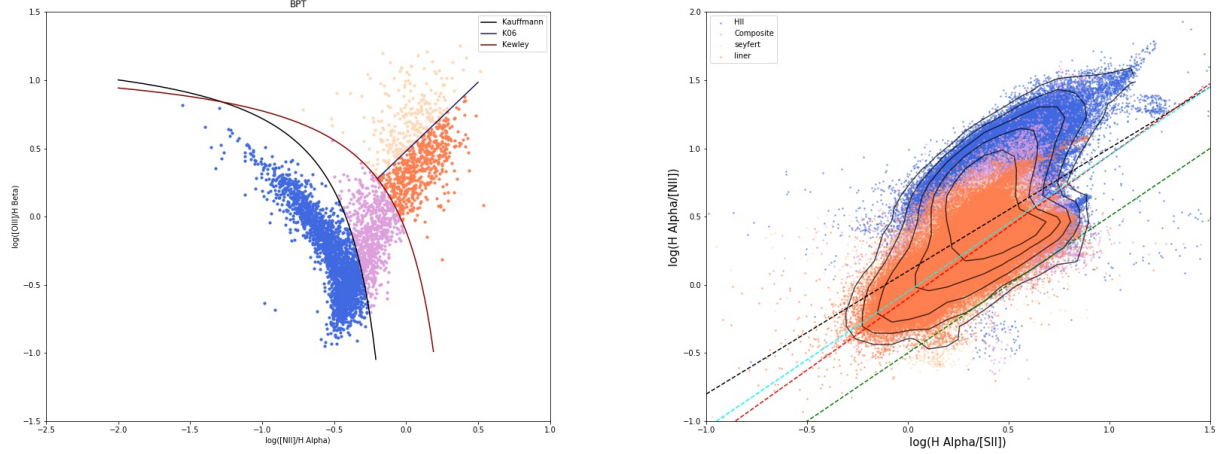 BPT
Kauffmann
K06
Kewley
log([OIII]/H Beta)
1.5
1.0
0.5
0.0
−0.5
−1.0
−1.5
−2.5
−2.0
−1.5
−1.0
−0.5
0.0
0.5
1.0
log([NII]/H Alpha)
HII
Composite
seyfert
liner
log(H Alpha/[NII])
2.0
1.5
1.0
0.5
0.0
−0.5
−1.0
−1.0
−0.5
0.0
0.5
1.0
1.5
log(H Alpha/[SII])